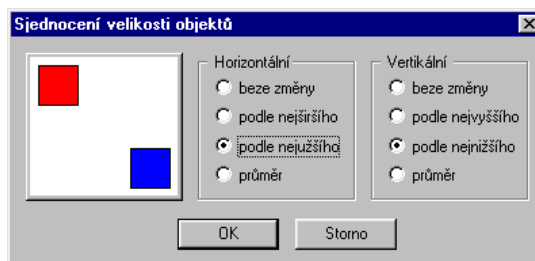 Sjednocení velikosti objektů
Horizontální
beze změny
podle nejširšího
podle nejužšího
průměr
Vertikální
beze změny
podle nejvyššího
podle nejnižšího
průměr
OK
Storno